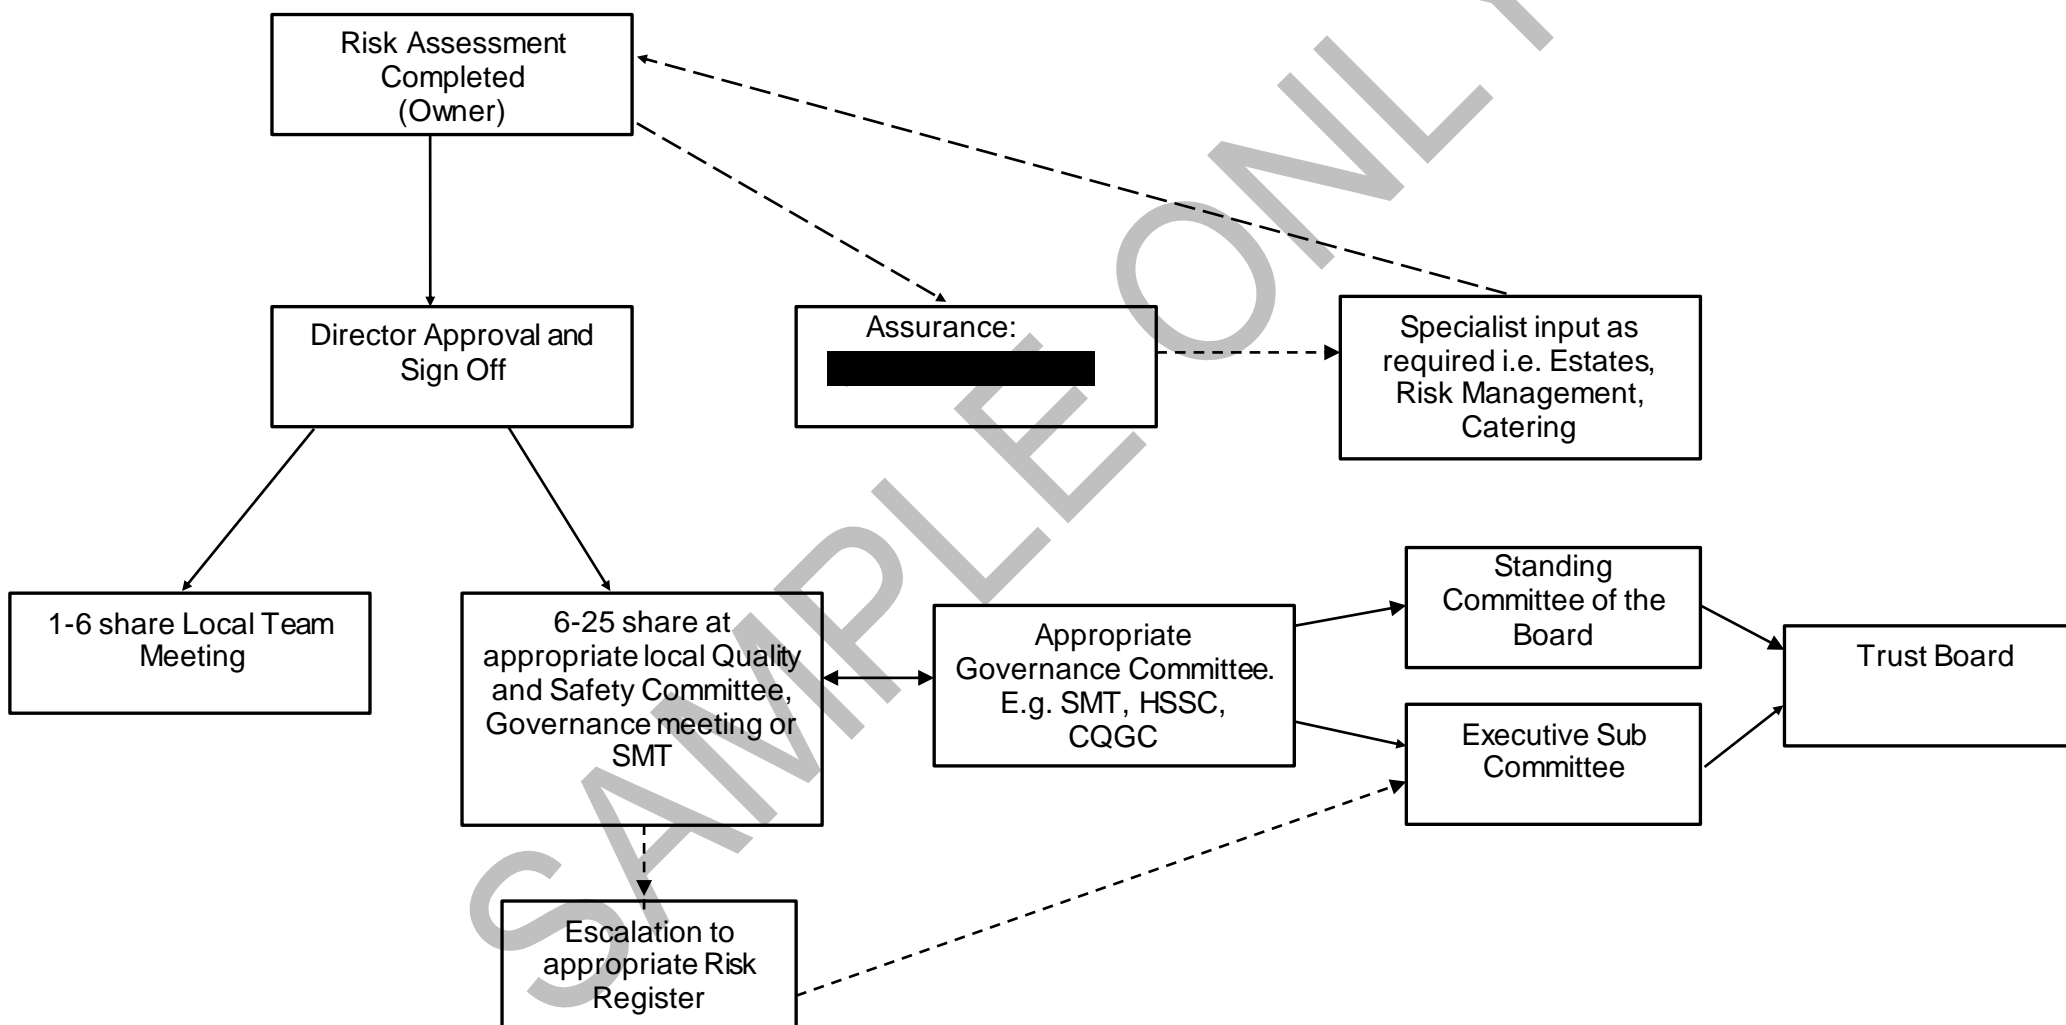 Risk Assessment
Completed
(Owner)
Director Approval and
Sign Off
Assurance:
Specialist input as
required i.e. Estates,
Risk Management,
Catering
1-6 share Local Team
Meeting
6-25 share at
appropriate local Quality
and Safety Committee,
Governance meeting or
SMT
Appropriate
Governance Committee.
E.g. SMT, HSSC,
CQGC
Standing
Committee of the
Board
Executive Sub
Committee
Trust Board
Escalation to
appropriate Risk
Register
SAMPLE ONLY